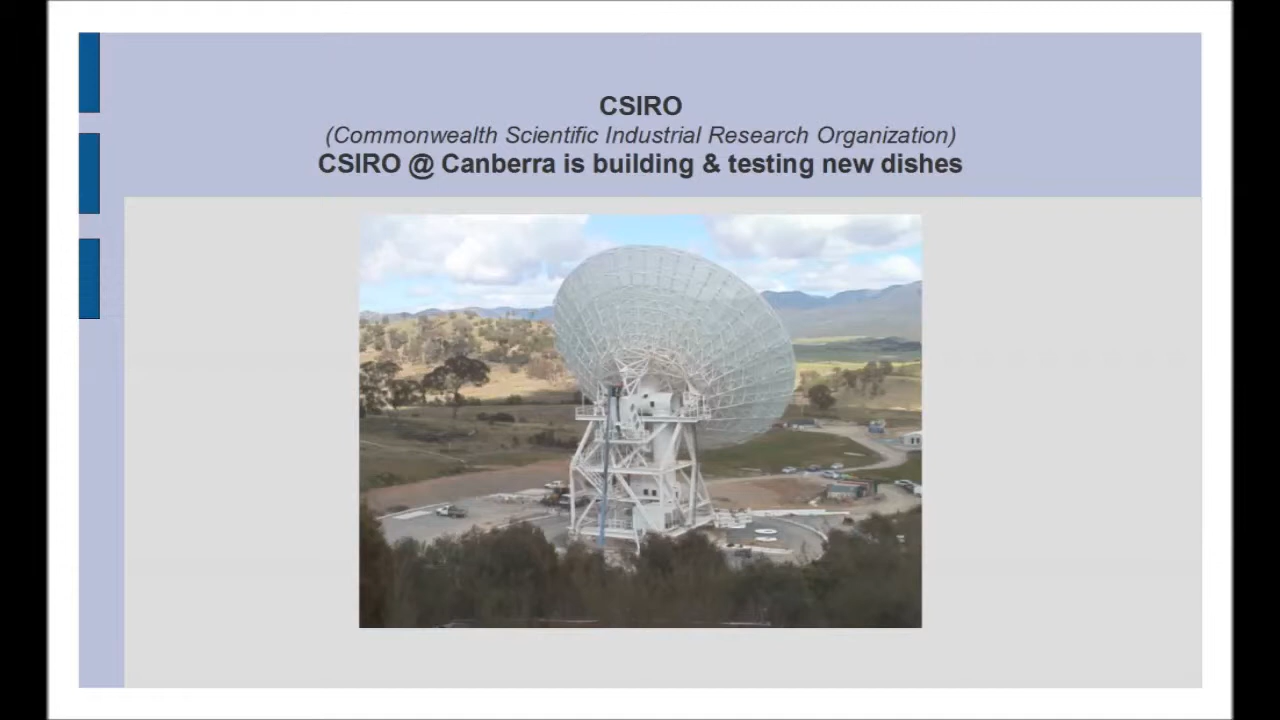 CSIRO
(Commonwealth Scientific Industrial Research Organization)
CSIRO @ Canberra is building & testing new dishes